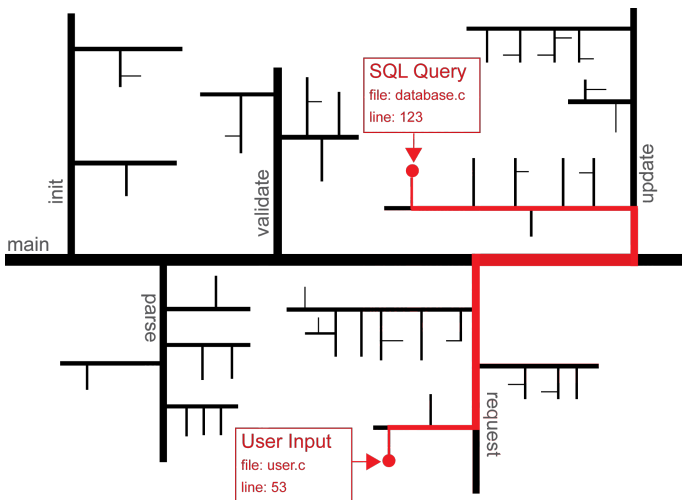 SQL Query
file: database.c
line: 123
init
validate
update
main
parse
request
User Input
file: user.c
line: 53